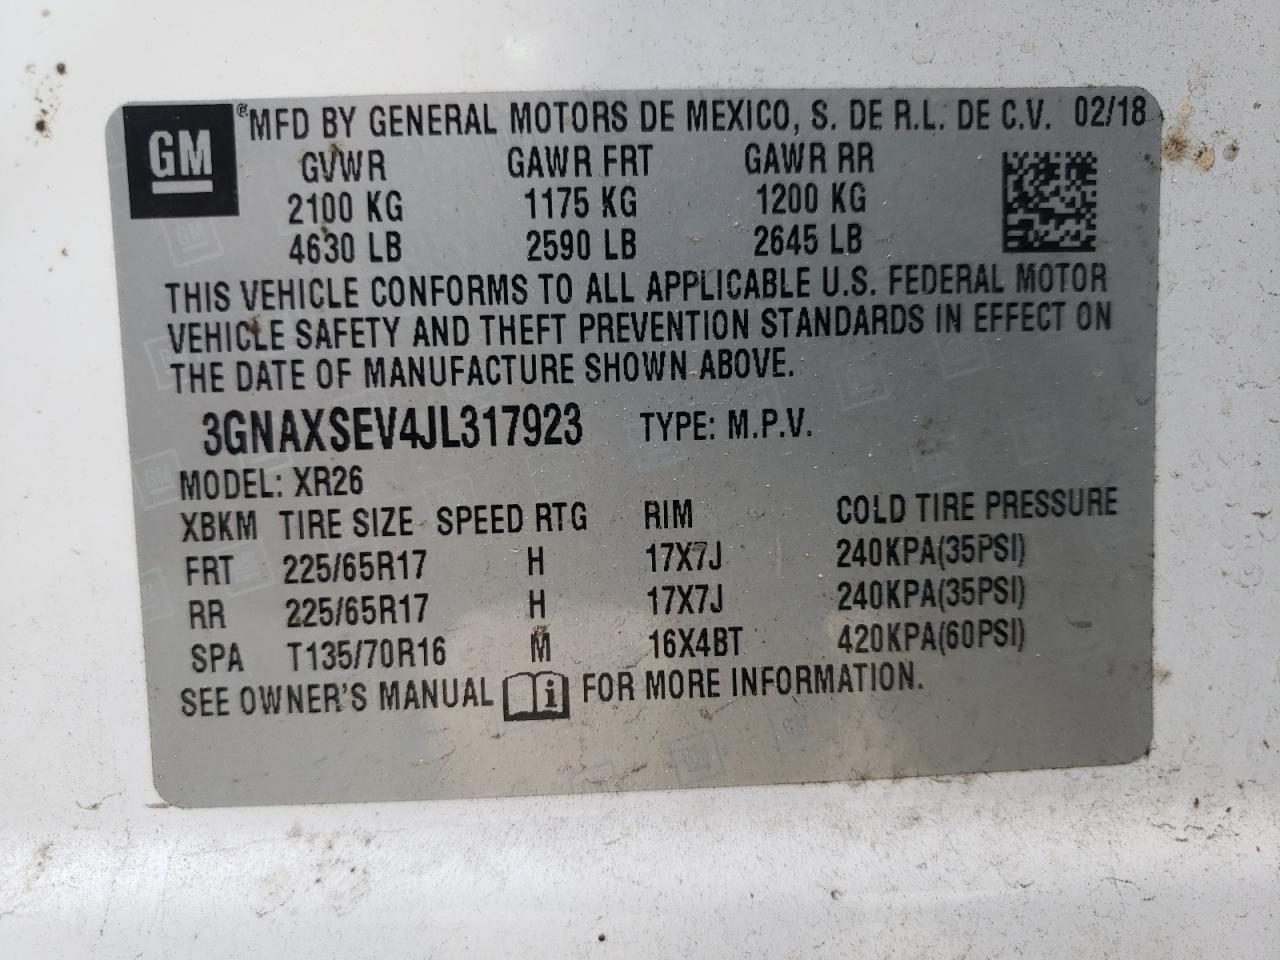 GM
® MFD BY GENERAL MOTORS DE MEXICO, S. DE R.L. DE C.V. 02/18
GVWR GAWR FRT GAWR RR
2100 KG 1175 KG 1200 KG
4630 LB 2590 LB 2645 LB
THIS VEHICLE CONFORMS TO ALL APPLICABLE U.S. FEDERAL MOTOR
VEHICLE SAFETY AND THEFT PREVENTION STANDARDS IN EFFECT ON
THE DATE OF MANUFACTURE SHOWN ABOVE.
3GNAXSEV4JL317923 TYPE: M.P.V.
MODEL: XR26
XBKM TIRE SIZE SPEED RTG RIM COLD TIRE PRESSURE
FRT 225/65R17 H 17X7J 240KPA(35PSI)
RR 225/65R17 H 17X7J 240KPA(35PSI)
SPA T135/70R16 M 16X4BT 420KPA(60PSI)
SEE OWNER'S MANUAL i FOR MORE INFORMATION.